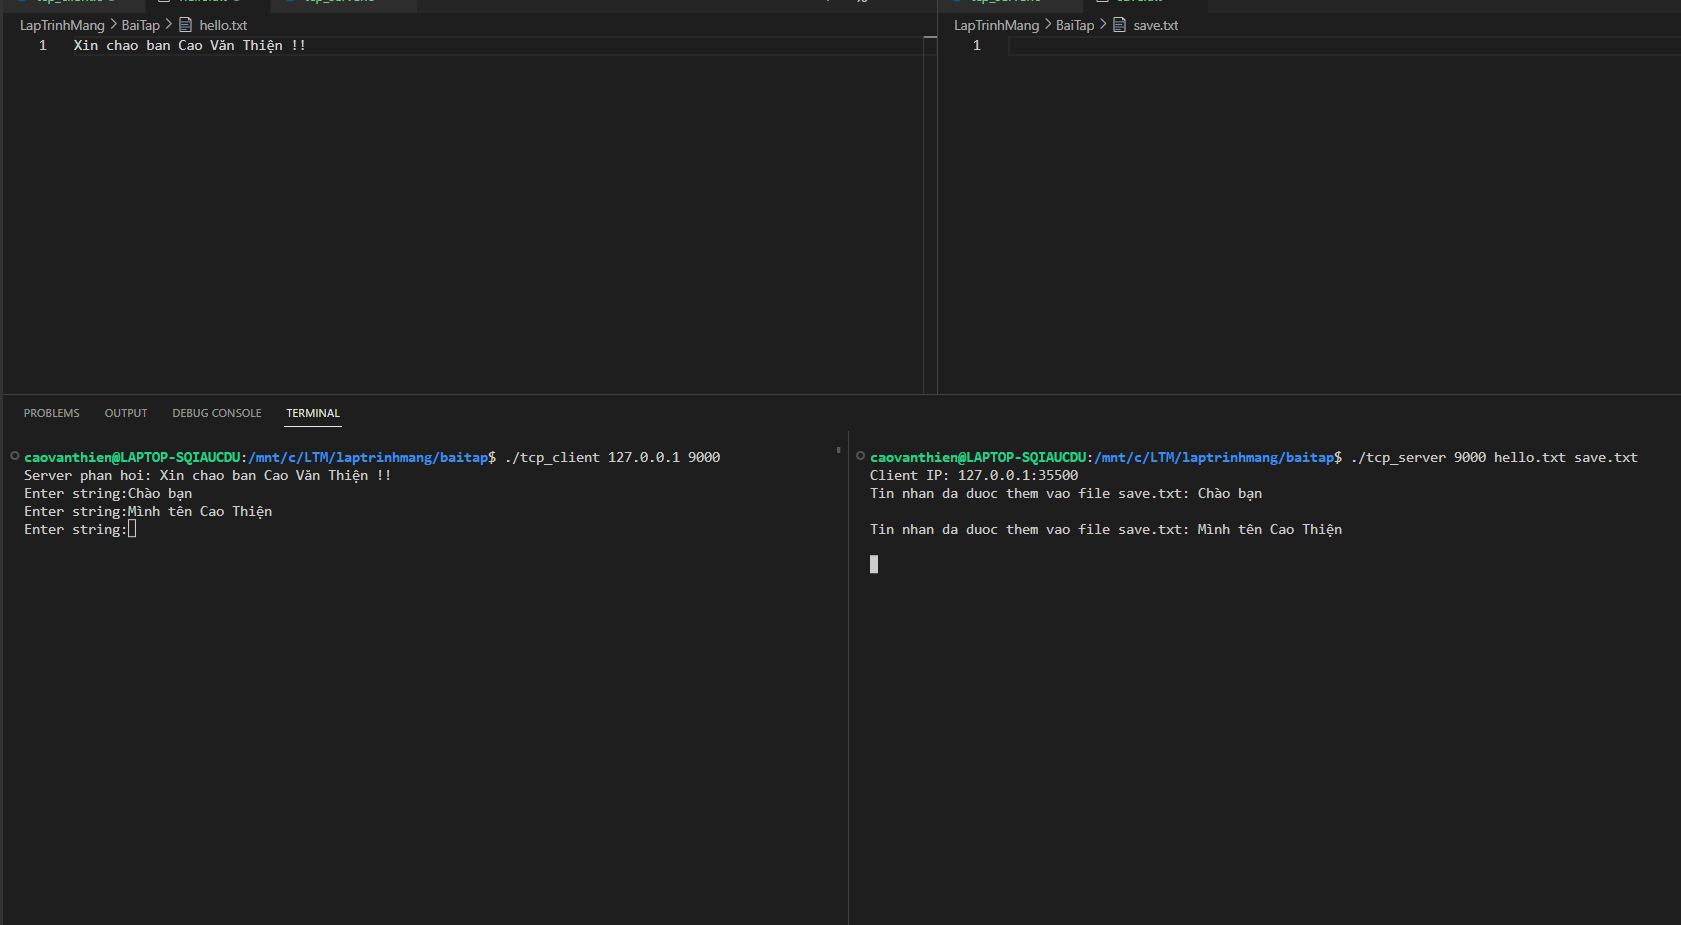 LapTrinhMang > BaiTap > hello.txt
1 Xin chao ban Cao Văn Thiện !!
LapTrinhMang > BaiTap > save.txt
1
PROBLEMS OUTPUT DEBUG CONSOLE TERMINAL
caovanthien@LAPTOP-SQIAUCDU:/mnt/c/LTM/laptrinhmang/baitap$ ./tcp_client 127.0.0.1 9000
Server phan hoi: Xin chao ban Cao Văn Thiện !!
Enter string:Chào bạn
Enter string:Mình tên Cao Thiện
Enter string:
caovanthien@LAPTOP-SQIAUCDU:/mnt/c/LTM/laptrinhmang/baitap$ ./tcp_server 9000 hello.txt save.txt
Client IP: 127.0.0.1:35500
Tin nhan da duoc them vao file save.txt: Chào bạn
Tin nhan da duoc them vao file save.txt: Mình tên Cao Thiện